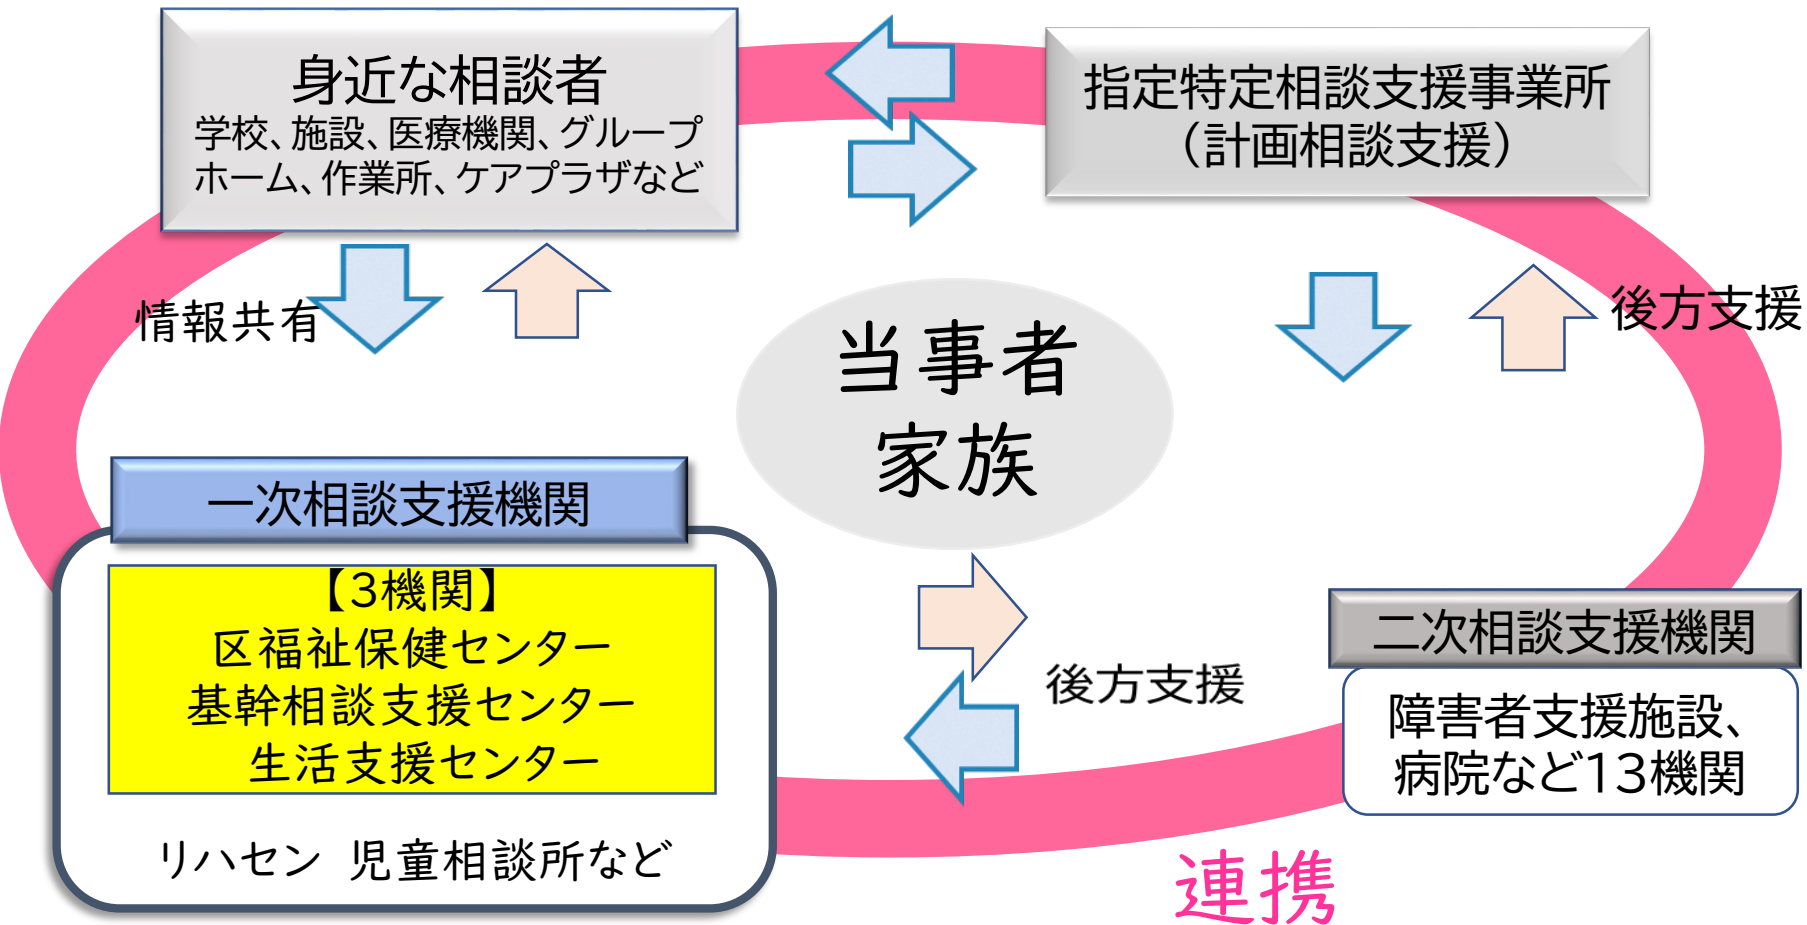 身近な相談者
学校、施設、医療機関、グループ
ホーム、作業所、ケアプラザなど
指定特定相談支援事業所
（計画相談支援）
情報共有
後方支援
当事者
家族
一次相談支援機関
【3機関】
区福祉保健センター
基幹相談支援センター
生活支援センター
リハセン 児童相談所など
後方支援
二次相談支援機関
障害者支援施設、
病院など13機関
連携